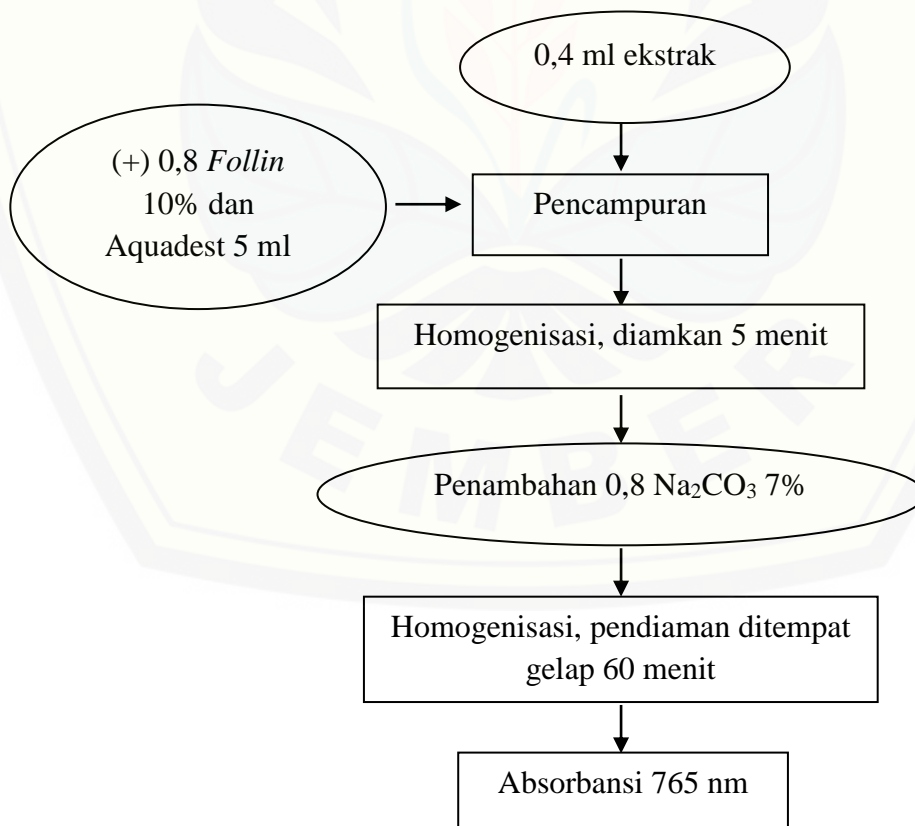 0,4 ml ekstrak
(+) 0,8 Follin
10% dan
Aquadest 5 ml
Pencampuran
Homogenisasi, diamkan 5 menit
Penambahan 0,8 Na₂CO₃ 7%
Homogenisasi, pendiaman ditempat
gelap 60 menit
Absorbansi 765 nm
JEMBER